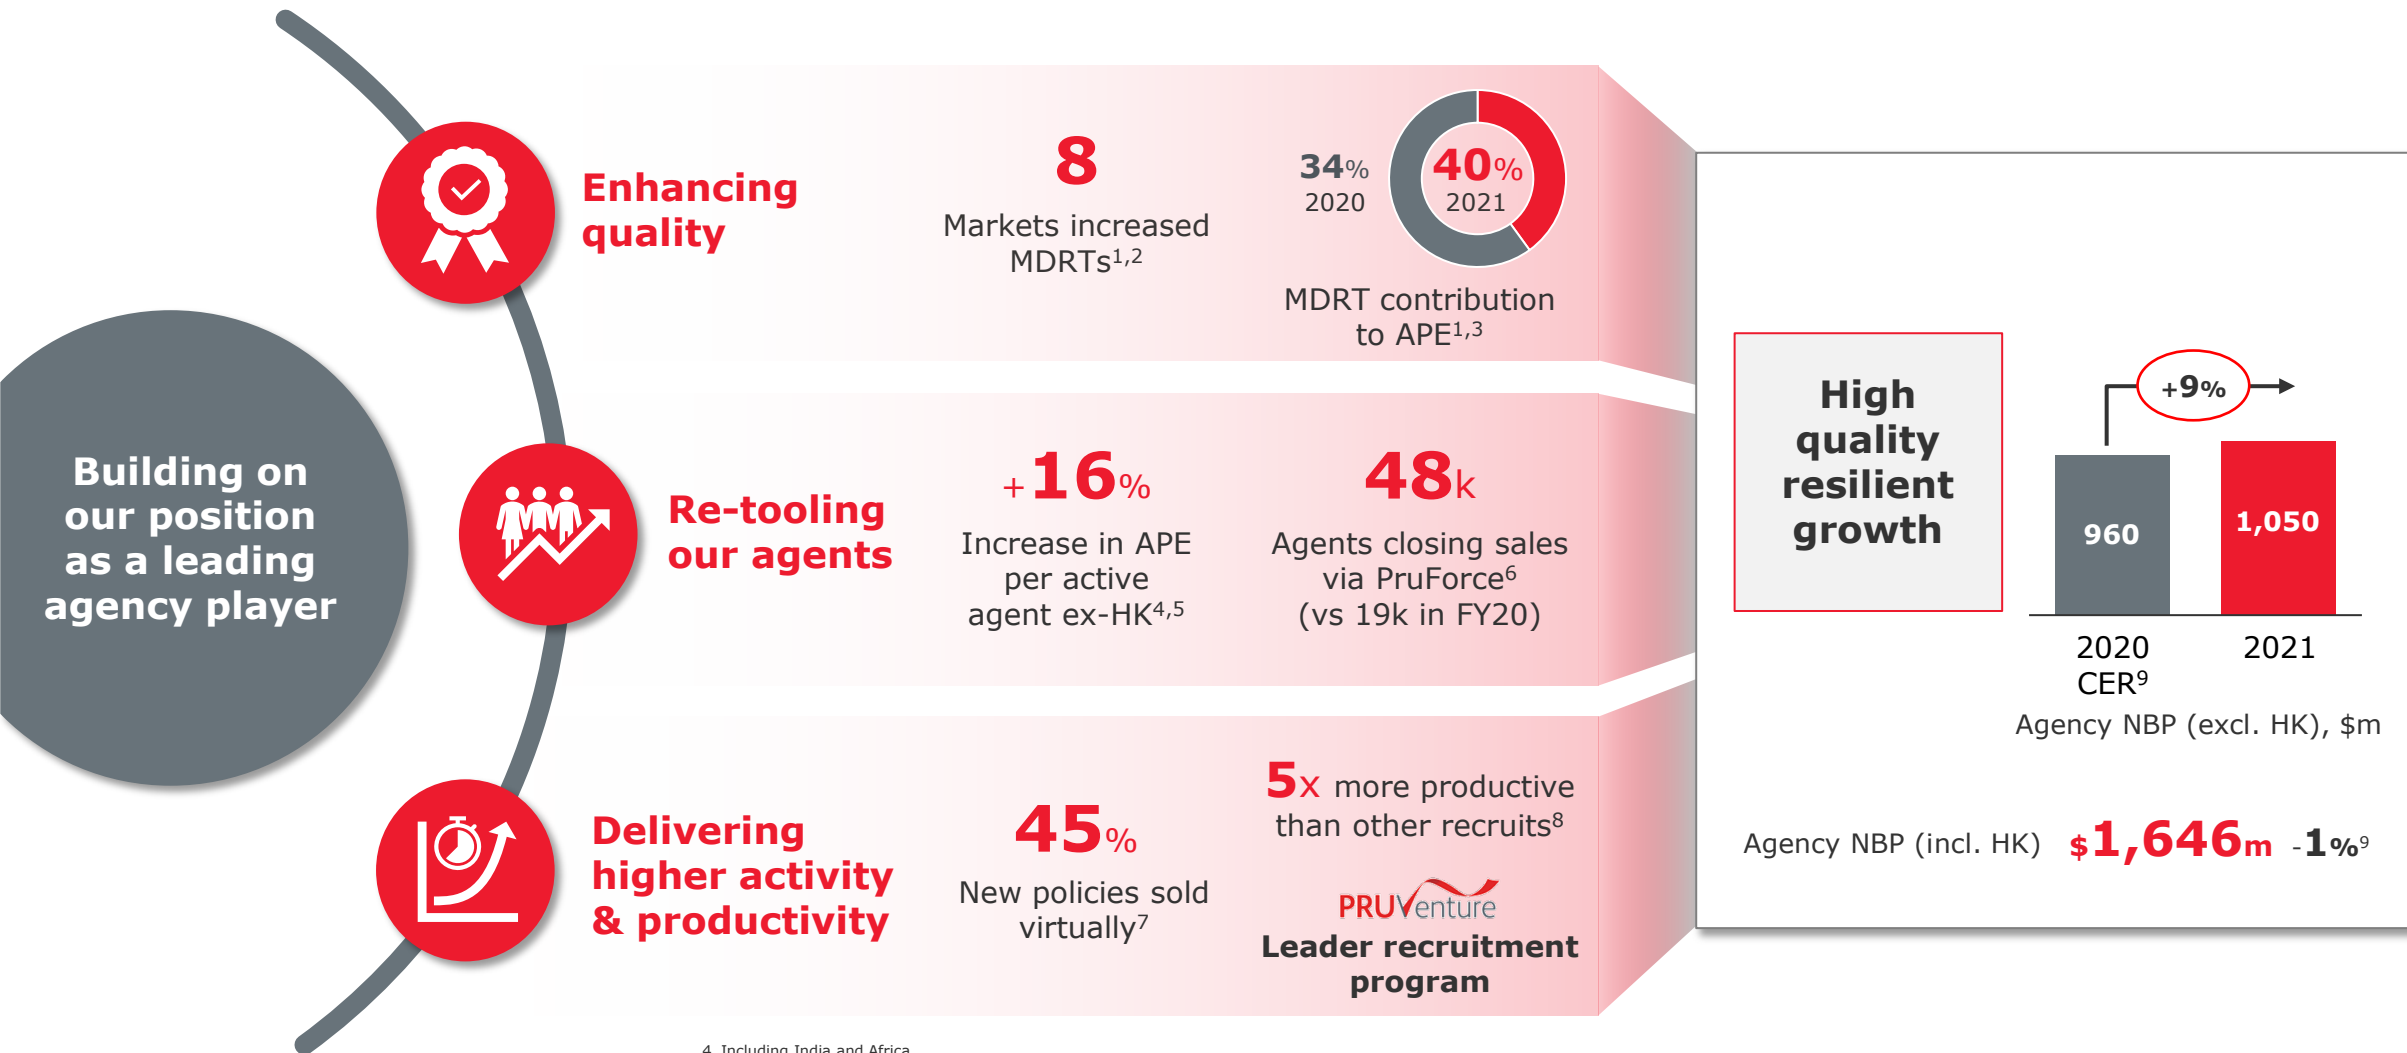 Building on
our position
as a leading
agency player
Enhancing
quality
8
Markets increased
MDRTs1,2
34%
2020
40%
2021
MDRT contribution
to APE1,3
Re-tooling
our agents
+16%
Increase in APE
per active
agent ex-HK4,5
48k
Agents closing sales
via PruForce6
(vs 19k in FY20)
Delivering
higher activity
& productivity
45%
New policies sold
virtually7
5x more productive
than other recruits8
PRUVenture
Leader recruitment
program
High
quality
resilient
growth
+9%
960
1,050
2020
CER9
2021
Agency NBP (excl. HK), $m
Agency NBP (incl. HK) $1,646m -1%9
4. Including India and Africa